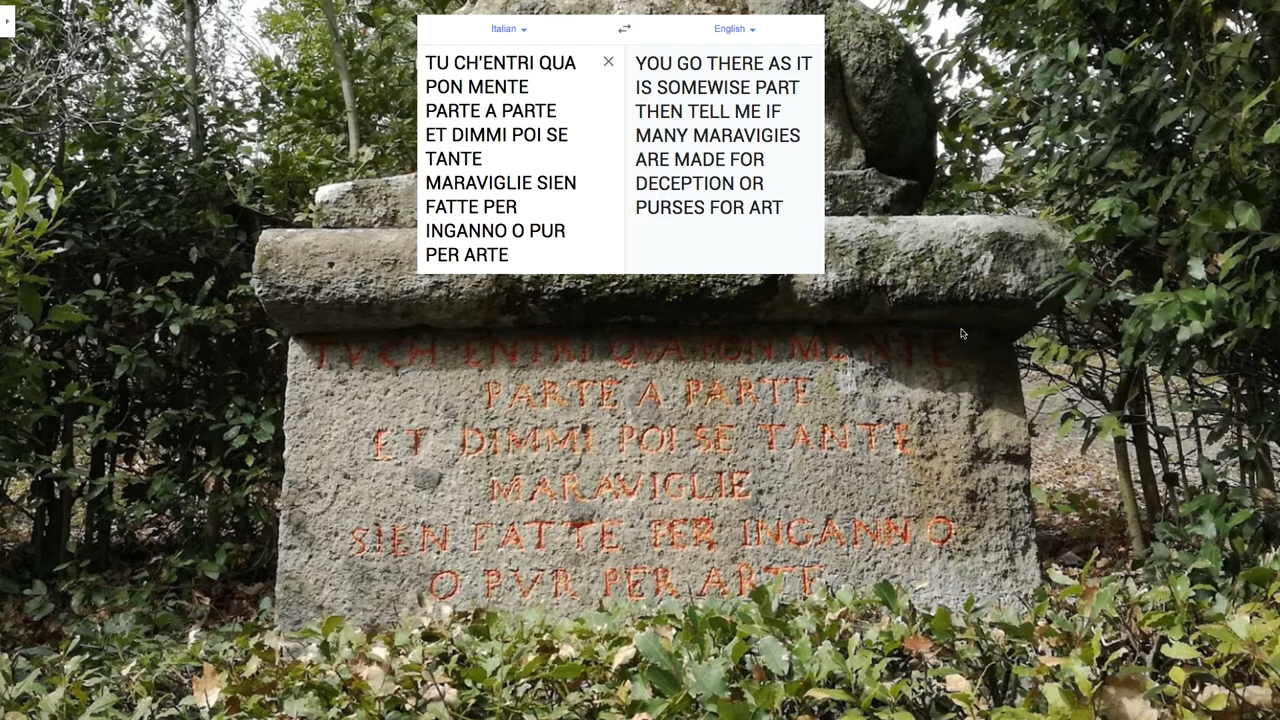 Italian
English
TU CH'ENTRI QUA
PON MENTE
PARTE A PARTE
ET DIMMI POI SE
TANTE
MARAVIGLIE SIEN
FATTE PER
INGANNO O PUR
PER ARTE
YOU GO THERE AS IT
IS SOMEWISE PART
THEN TELL ME IF
MANY MARAVIGIES
ARE MADE FOR
DECEPTION OR
PURSES FOR ART
TVCH ENTRI QVA PON MENTE
PARTE A PARTE
ET DIMMI POI SE TANTE
MARAVIGLIE
SIEN FATTE PER INGANNO
O PVR PER ARTE